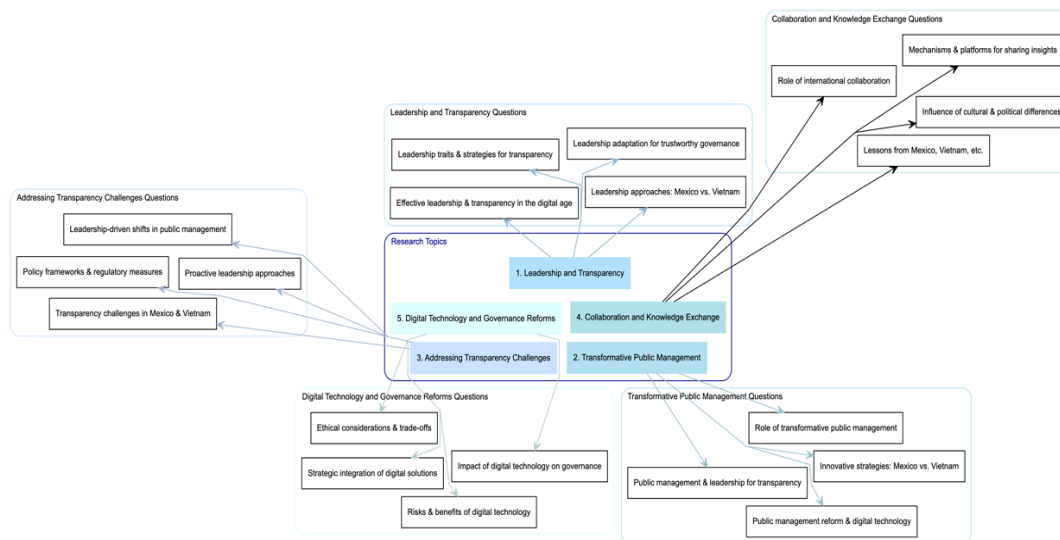 Collaboration and Knowledge Exchange Questions
Mechanisms & platforms for sharing insights
Role of international collaboration
Influence of cultural & political differences
Lessons from Mexico, Vietnam, etc.
Leadership and Transparency Questions
Leadership adaptation for trustworthy governance
Leadership traits & strategies for transparency
Leadership approaches: Mexico vs. Vietnam
Effective leadership & transparency in the digital age
Addressing Transparency Challenges Questions
Leadership-driven shifts in public management
Policy frameworks & regulatory measures
Proactive leadership approaches
Transparency challenges in Mexico & Vietnam
Research Topics
1. Leadership and Transparency
5. Digital Technology and Governance Reforms
4. Collaboration and Knowledge Exchange
3. Addressing Transparency Challenges
2. Transformative Public Management
Digital Technology and Governance Reforms Questions
Ethical considerations & trade-offs
Impact of digital technology on governance
Strategic integration of digital solutions
Risks & benefits of digital technology
Transformative Public Management Questions
Role of transformative public management
Innovative strategies: Mexico vs. Vietnam
Public management & leadership for transparency
Public management reform & digital technology